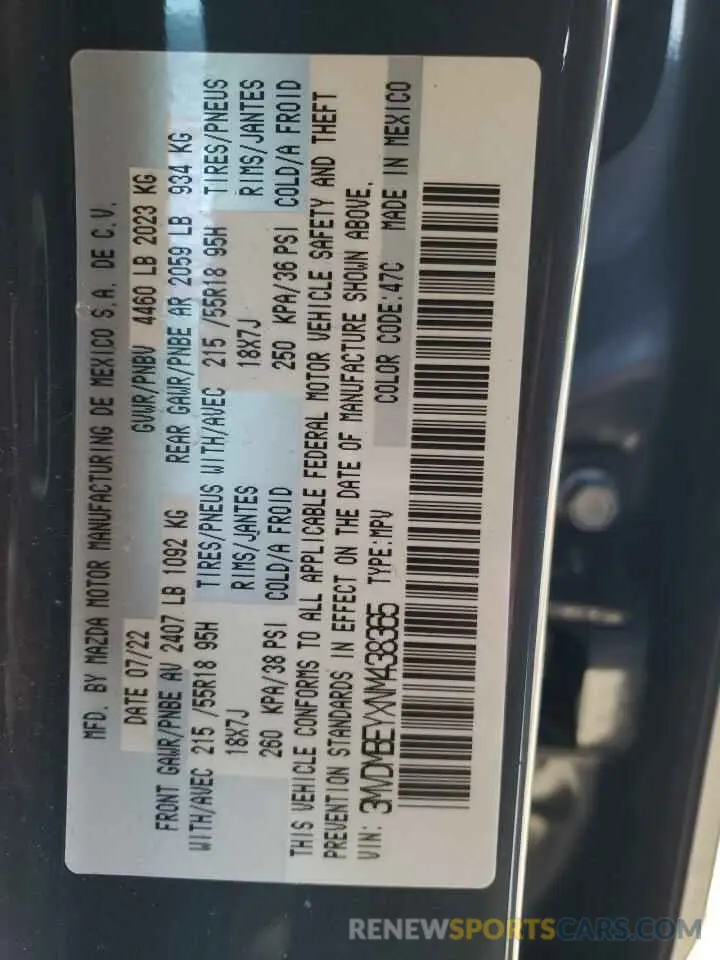 MFD. BY MAZDA MOTOR MANUFACTURING DE MEXICO S.A. DE C.V.
DATE 07/22 GVWR/PNBV 4460 LB 2023 KG
FRONT GAWR/PNBE AV 2407 LB 1092 KG REAR GAWR/PNBE AR 2059 LB 934 KG
WITH/AVEC 215 /55R18 95H TIRES/PNEUS WITH/AVEC 215 /55R18 95H TIRES/PNEUS
18X7J RIMS/JANTES 18X7J RIMS/JANTES
260 KPA/38 PSI COLD/A FROID 250 KPA/36 PSI COLD/A FROID
THIS VEHICLE CONFORMS TO ALL APPLICABLE FEDERAL MOTOR VEHICLE SAFETY AND THEFT
PREVENTION STANDARDS IN EFFECT ON THE DATE OF MANUFACTURE SHOWN ABOVE.
VIN: 3MVDMBEYXNM438365 TYPE:MPV COLOR CODE:47C MADE IN MEXICO
RENEWSPORTSCARS.COM